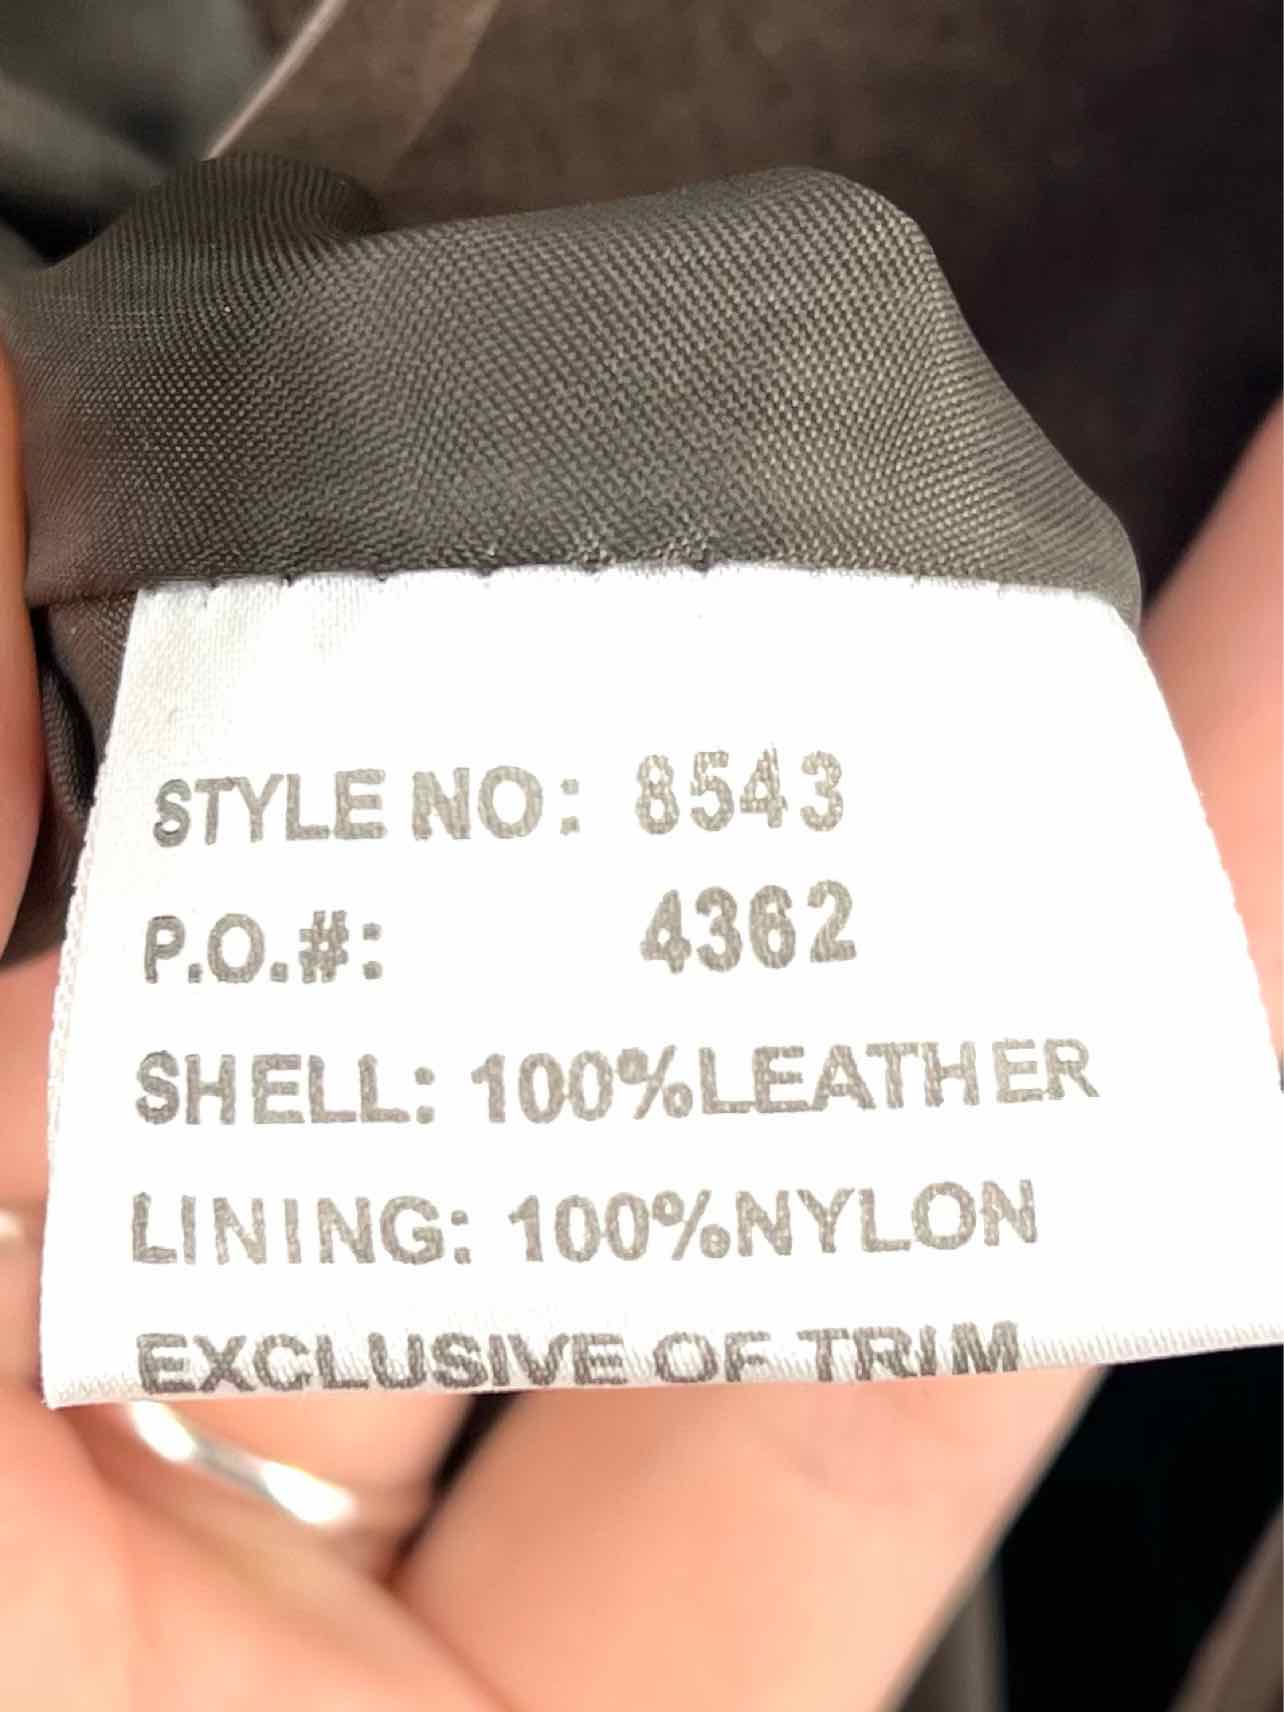 STYLE NO: 8543
P.O.#: 4362
SHELL: 100%LEATHER
LINING: 100%NYLON
EXCLUSIVE OF TRIM